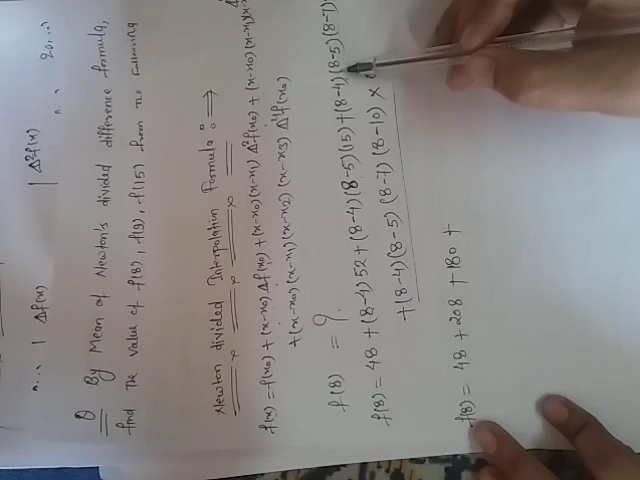 x.. | Δf(x) | Δ²f(x)
Q By Mean of Newton's divided difference formula,
find the value of f(8), f(9), f(15) from the following
Newton divided Interpolation Formula : ⇒
f(x) = f(x₀) + (x-x₀) Δf(x₀) + (x-x₀)(x-x₁) Δ²f(x₀) + (x-x₀)(x-x₁)(x-x₂)
+ (x-x₀)(x-x₁)(x-x₂)(x-x₃) Δ⁴f(x₀)
f(8) = ?
f(8) = 48 + (8-4) 52 + (8-4)(8-5)(15) + (8-4)(8-5)(8-7)
+ (8-4)(8-5)(8-7)(8-10) ×
f(8) = 48 + 208 + 180 +